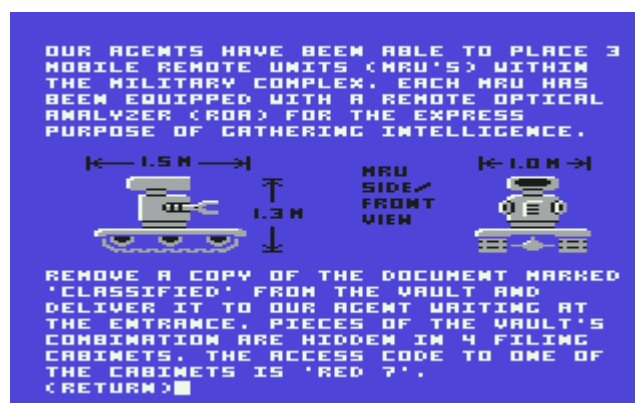 OUR AGENTS HAVE BEEN ABLE TO PLACE 3
MOBILE REMOTE UNITS (MRU'S) WITHIN
THE MILITARY COMPLEX. EACH MRU HAS
BEEN EQUIPPED WITH A REMOTE OPTICAL
ANALYZER (ROA) FOR THE EXPRESS
PURPOSE OF GATHERING INTELLIGENCE.
1.5 M
1.3 M
MRU
SIDE/
FRONT
VIEW
1.0 M
REMOVE A COPY OF THE DOCUMENT MARKED
'CLASSIFIED' FROM THE VAULT AND
DELIVER IT TO OUR AGENT WAITING AT
THE ENTRANCE. PIECES OF THE VAULT'S
COMBINATION ARE HIDDEN IN 4 FILING
CABINETS. THE ACCESS CODE TO ONE OF
THE CABINETS IS 'RED 7'.
(RETURN)